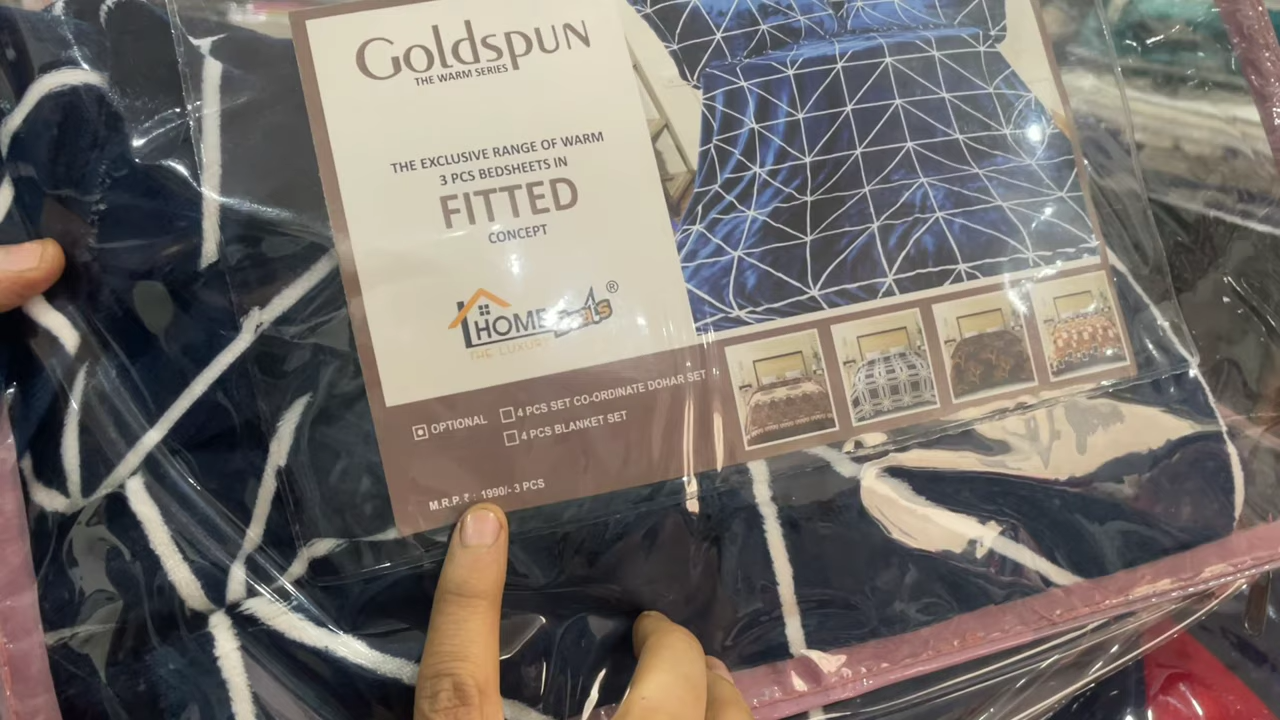 Goldspun
THE WARM SERIES
THE EXCLUSIVE RANGE OF WARM
3 PCS BEDSHEETS IN
FITTED
CONCEPT
HOME
®
THE LUXURY
OPTIONAL
4 PCS SET CO-ORDINATE DOHAR SET
4 PCS BLANKET SET
M.R.P. ₹ : 1990/- 3 PCS